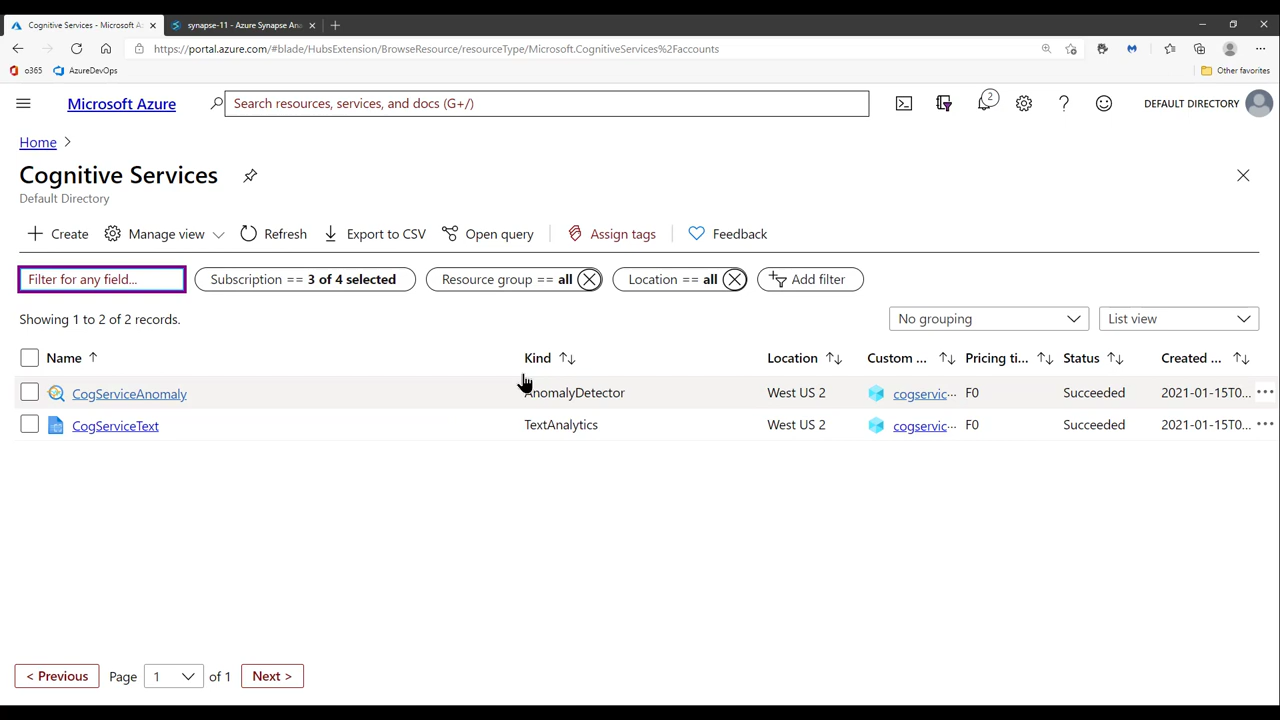 Cognitive Services - Microsoft A
synapse-11 - Azure Synapse Ana
https://portal.azure.com/#blade/HubsExtension/BrowseResource/resourceType/Microsoft.CognitiveServices%2Faccounts
o365 AzureDevOps Other favorites
Microsoft Azure Search resources, services, and docs (G+/) 2 DEFAULT DIRECTORY
Home >
Cognitive Services
Default Directory
+ Create Manage view Refresh Export to CSV Open query Assign tags Feedback
Filter for any field... Subscription == 3 of 4 selected Resource group == all Location == all Add filter
Showing 1 to 2 of 2 records. No grouping List view
Name ↑ Kind ↑↓ Location ↑↓ Custom ... ↑↓ Pricing ti... ↑↓ Status ↑↓ Created ... ↑↓
CogServiceAnomaly AnomalyDetector West US 2 cogservic... F0 Succeeded 2021-01-15T0... ...
CogServiceText TextAnalytics West US 2 cogservic... F0 Succeeded 2021-01-15T0... ...
< Previous Page 1 of 1 Next >